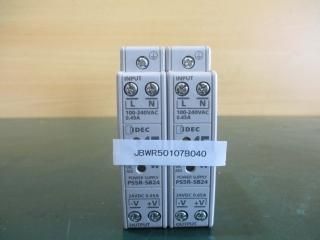 INPUT INPUT
L N L N
100-240VAC 100-240VAC
0.45A 0.45A
IDEC IDEC
JBWR50107B040
POWER SUPPLY POWER SUPPLY
PS5R-SB24 PS5R-SB24
24VDC 0.65A 24VDC 0.65A
-V +V -V +V
OUTPUT OUTPUT